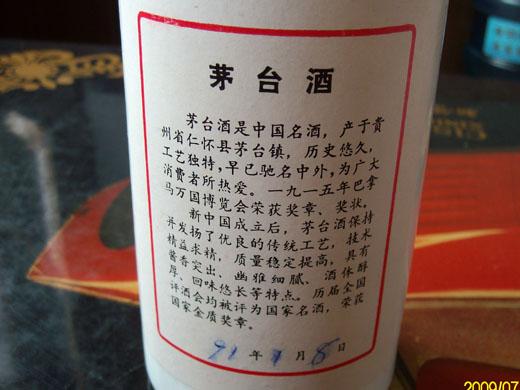 茅台酒
茅台酒是中国名酒，产于贵
州省仁怀县茅台镇，历史悠久，
工艺独特，早已驰名中外，为广大
消费者所热爱。一九一五年巴拿
马万国博览会荣获奖章、奖状。
新中国成立后，茅台酒保持
并发扬了优良的传统工艺，技术
精益求精，质量稳定提高，具有
酱香突出、幽雅细腻、酒体醇
厚、回味悠长等特点。历届全国
评酒会均被评为国家名酒，荣获
国家金质奖章。
91年1月8日
2009/07